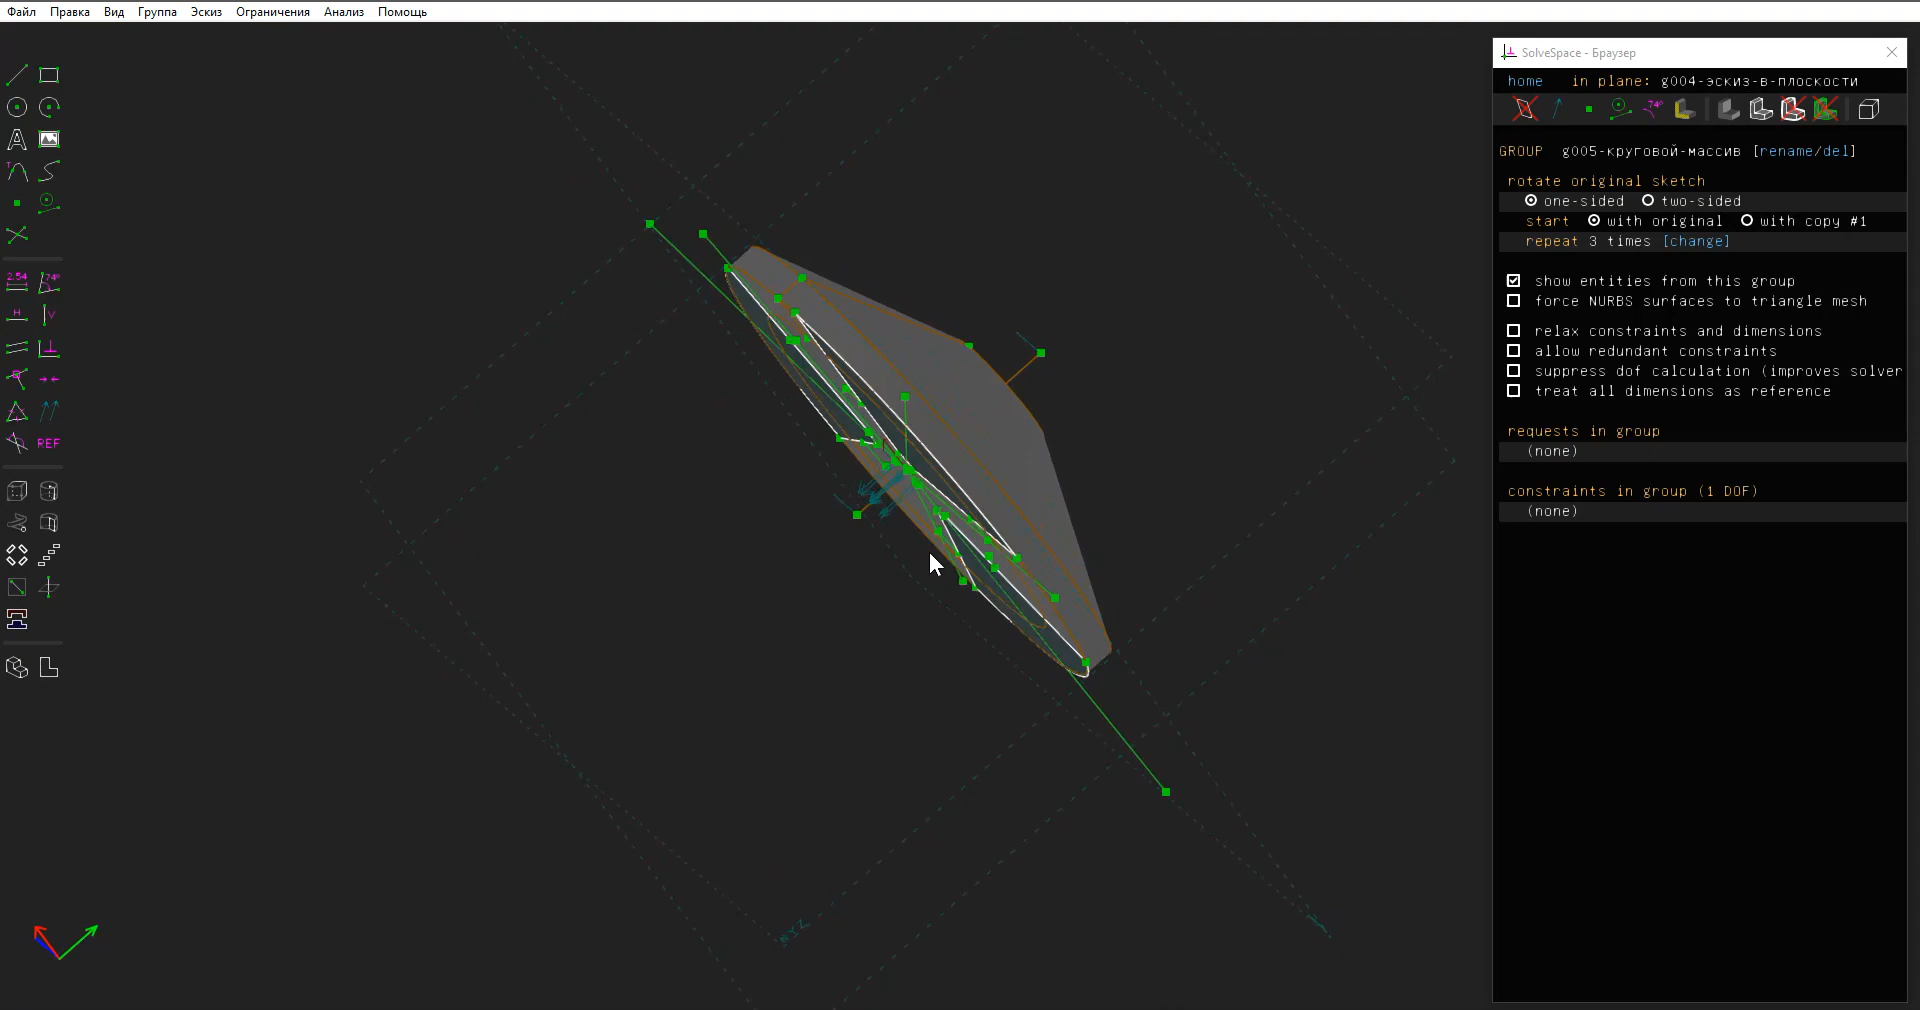 Файл Правка Вид Группа Эскиз Ограничения Анализ Помощь
SolveSpace - Браузер
home in plane: g004-эскиз-в-плоскости
74°
GROUP g005-круговой-массив [rename/del]
rotate original sketch
one-sided two-sided
start with original with copy #1
repeat 3 times [change]
show entities from this group
force NURBS surfaces to triangle mesh
relax constraints and dimensions
allow redundant constraints
suppress dof calculation (improves solver
treat all dimensions as reference
requests in group
(none)
constraints in group (1 DOF)
(none)
A
T
2.54 74°
H V
REF